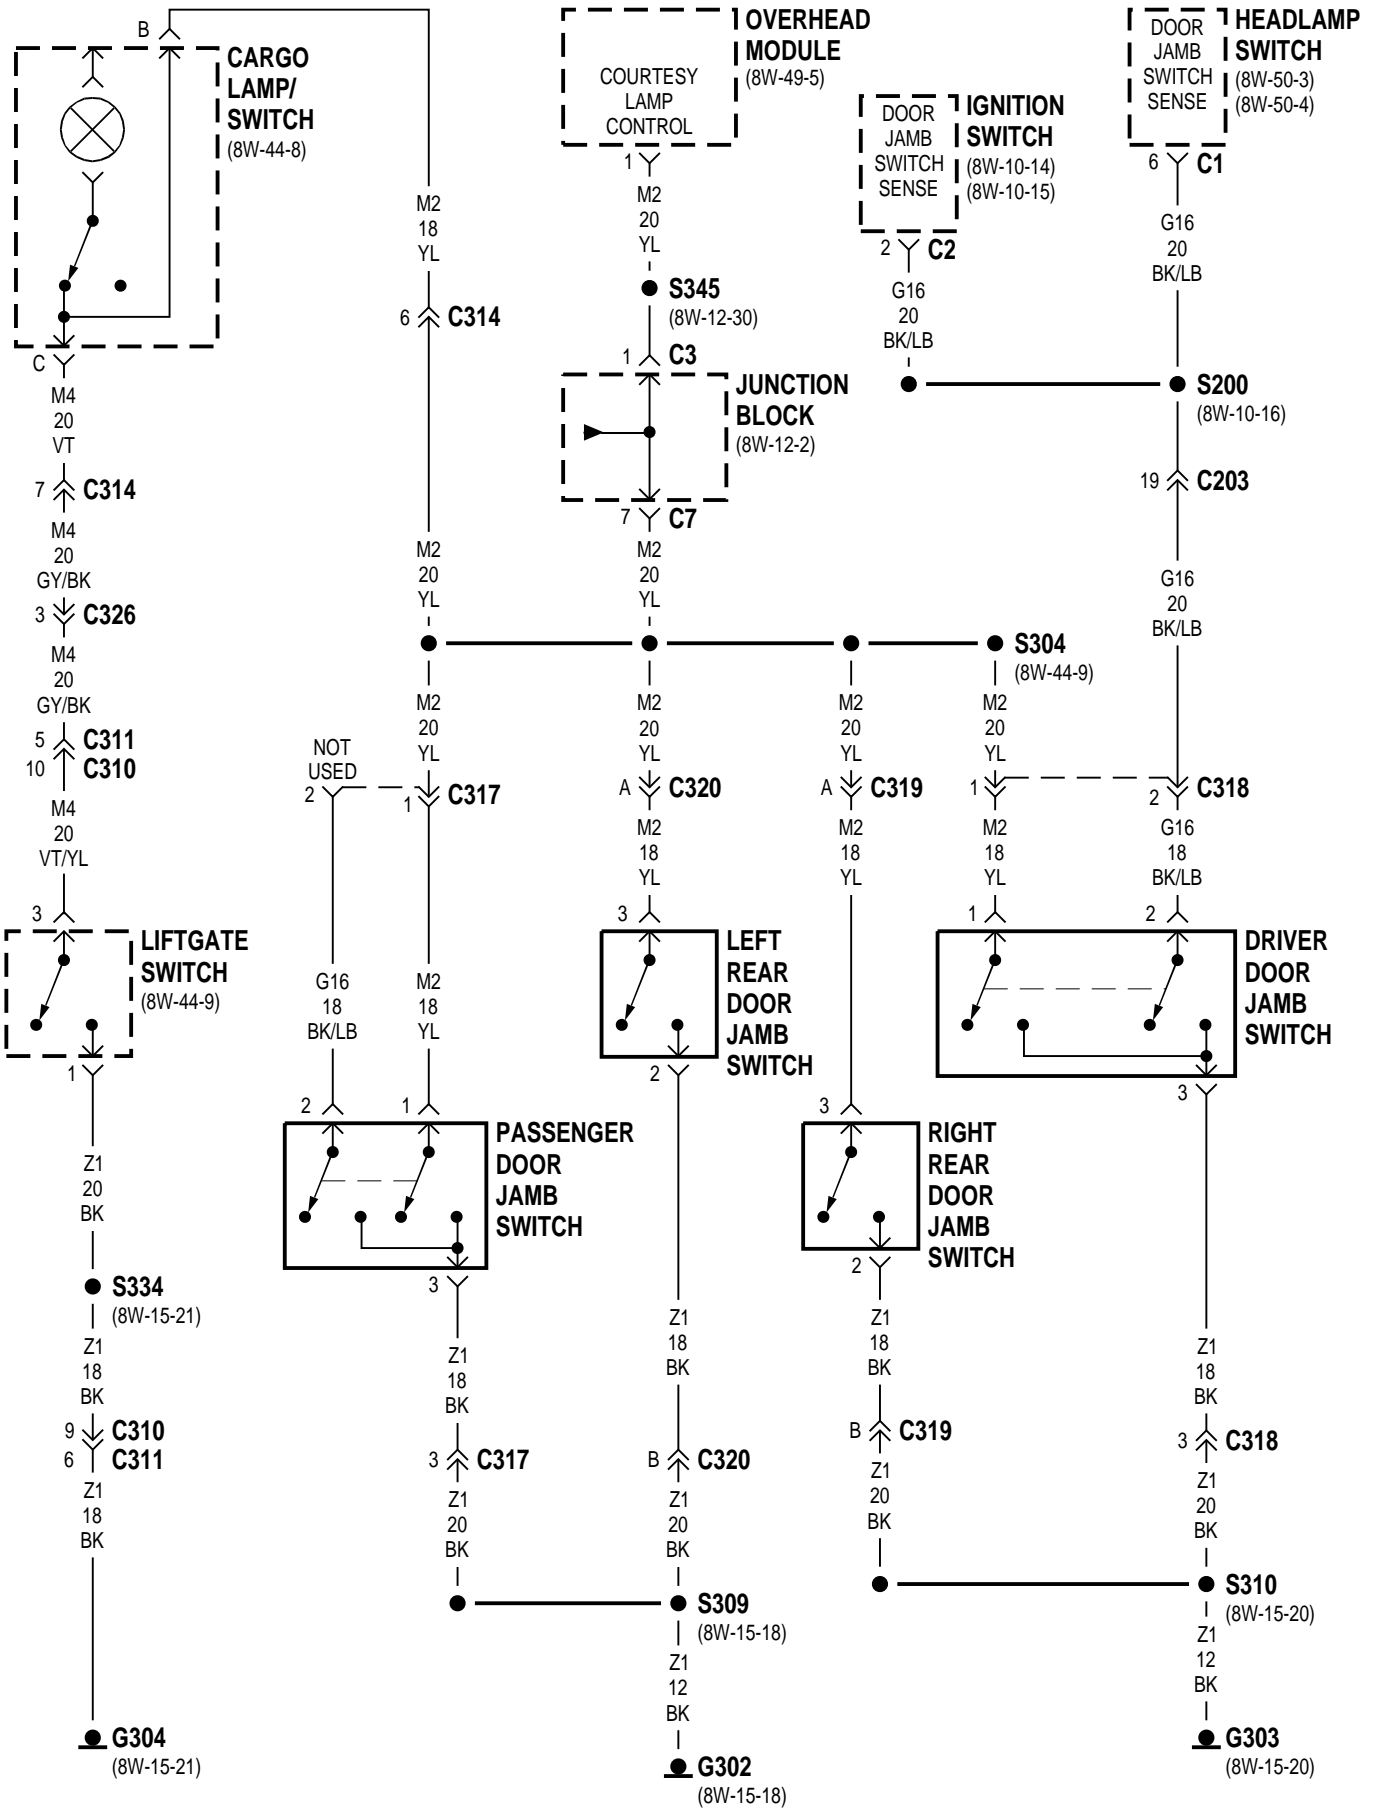 B
CARGO
LAMP/
SWITCH
(8W-44-8)
C
M4
20
VT
7
C314
M4
20
GY/BK
3
C326
M4
20
GY/BK
5
C311
10
C310
M4
20
VT/YL
3
LIFTGATE
SWITCH
(8W-44-9)
1
Z1
20
BK
S334
(8W-15-21)
Z1
18
BK
9
C310
6
C311
Z1
18
BK
G304
(8W-15-21)
M2
18
YL
6
C314
M2
20
YL
M2
20
YL
NOT
USED
2
1
C317
G16
18
BK/LB
M2
18
YL
2
1
PASSENGER
DOOR
JAMB
SWITCH
3
Z1
18
BK
3
C317
Z1
20
BK
OVERHEAD
MODULE
(8W-49-5)
COURTESY
LAMP
CONTROL
1
M2
20
YL
S345
(8W-12-30)
1
C3
JUNCTION
BLOCK
(8W-12-2)
7
C7
M2
20
YL
M2
20
YL
A
C320
M2
18
YL
3
LEFT
REAR
DOOR
JAMB
SWITCH
2
Z1
18
BK
B
C320
Z1
20
BK
S309
(8W-15-18)
Z1
12
BK
G302
(8W-15-18)
DOOR
JAMB
SWITCH
SENSE
IGNITION
SWITCH
(8W-10-14)
(8W-10-15)
2
C2
G16
20
BK/LB
M2
20
YL
A
C319
M2
18
YL
3
RIGHT
REAR
DOOR
JAMB
SWITCH
2
Z1
18
BK
B
C319
Z1
20
BK
DOOR
JAMB
SWITCH
SENSE
HEADLAMP
SWITCH
(8W-50-3)
(8W-50-4)
6
C1
G16
20
BK/LB
S200
(8W-10-16)
19
C203
G16
20
BK/LB
S304
(8W-44-9)
M2
20
YL
1
2
C318
M2
18
YL
G16
18
BK/LB
1
2
DRIVER
DOOR
JAMB
SWITCH
3
Z1
18
BK
3
C318
Z1
20
BK
S310
(8W-15-20)
Z1
12
BK
G303
(8W-15-20)